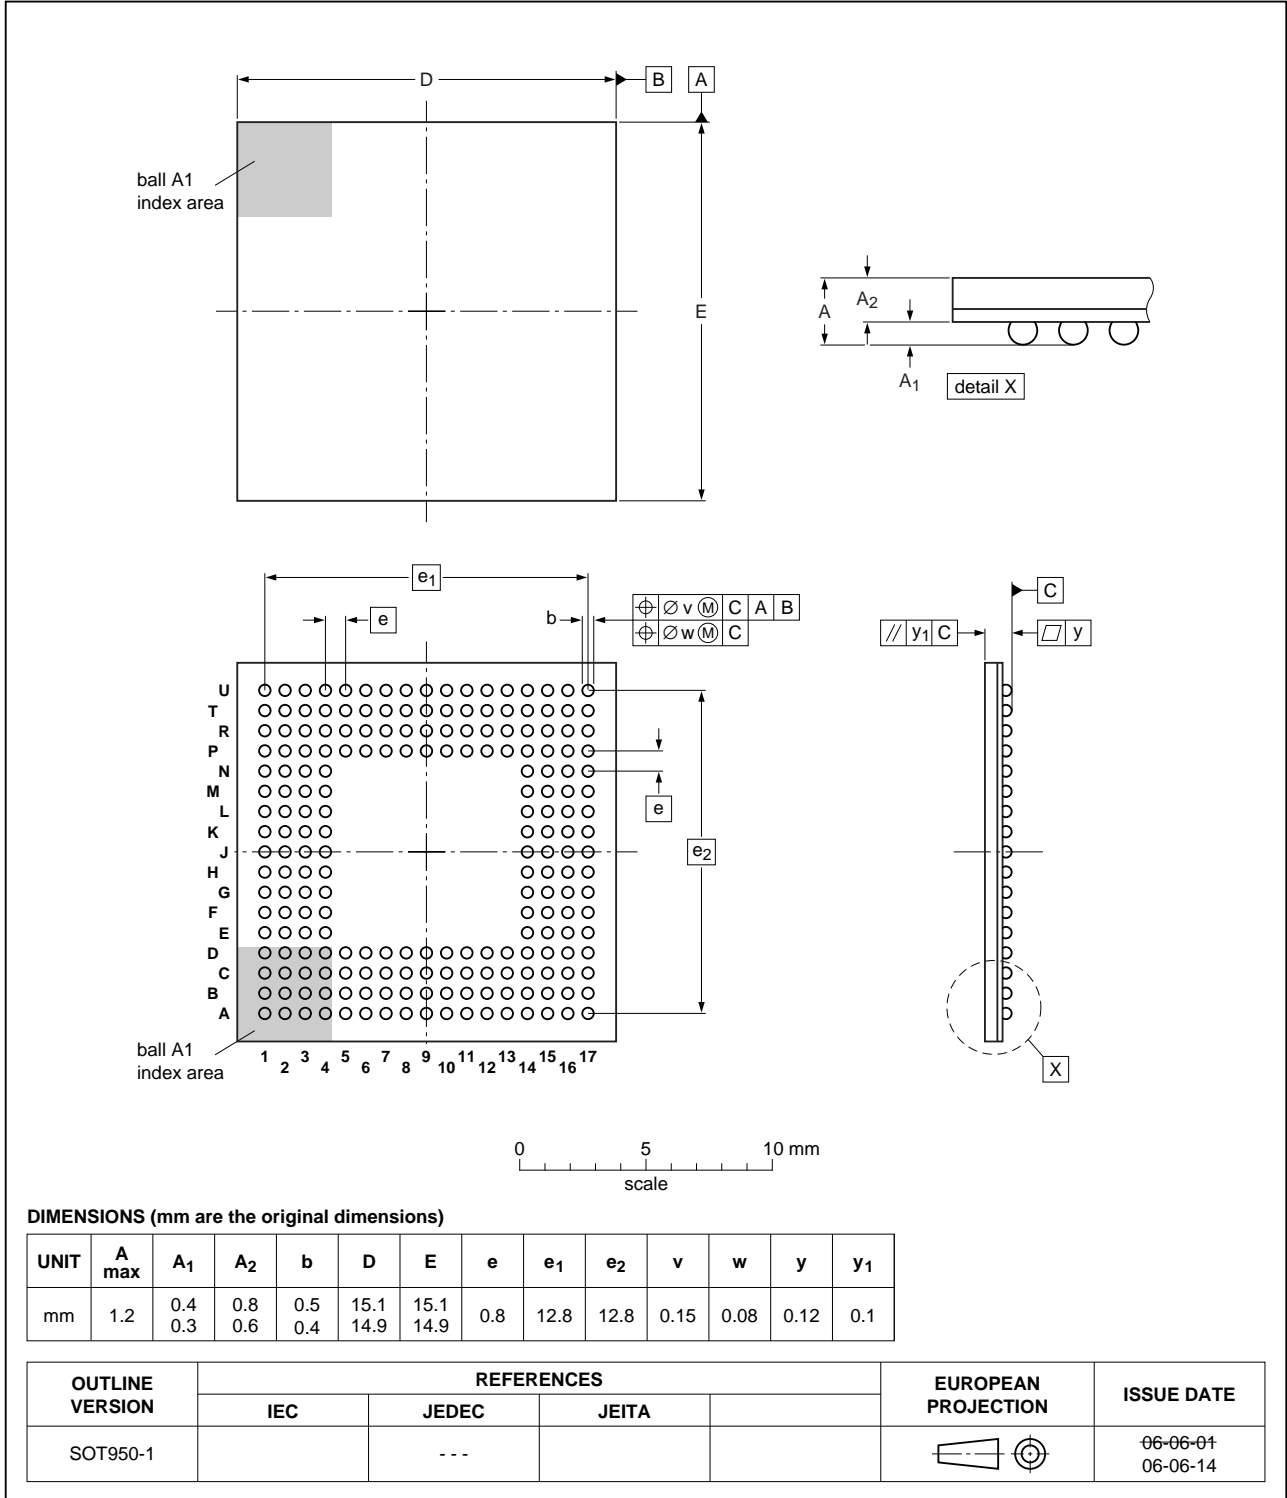 D B A
ball A1
index area
E
A A2
A1 detail X
e1
e
b ⌖ ∅ v Ⓜ C A B
⌖ ∅ w Ⓜ C
C
// y1 C ▱ y
U
T
R
P
N
M
L
K
J
H
G
F
E
D
C
B
A
e
e2
ball A1
index area
1 2 3 4 5 6 7 8 9 10 11 12 13 14 15 16 17
X
0 5 10 mm
scale
DIMENSIONS (mm are the original dimensions)
UNIT A max A1 A2 b D E e e1 e2 v w y y1
mm 1.2 0.4 0.3 0.8 0.6 0.5 0.4 15.1 14.9 15.1 14.9 0.8 12.8 12.8 0.15 0.08 0.12 0.1
OUTLINE VERSION REFERENCES EUROPEAN PROJECTION ISSUE DATE
IEC JEDEC JEITA
SOT950-1 - - - 06-06-01
06-06-14